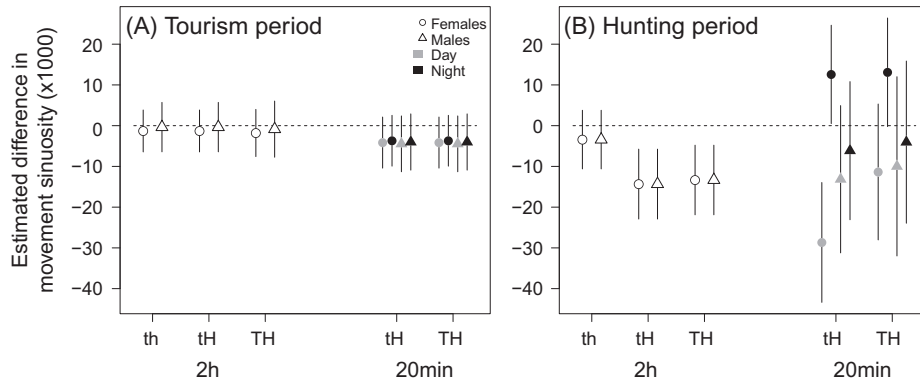 (A) Tourism period
Females
Males
Day
Night
(B) Hunting period
Estimated difference in
movement sinuosity (x1000)
20
10
0
−10
−20
−30
−40
th
tH
TH
tH
TH
2h
20min
20
10
0
−10
−20
−30
−40
th
tH
TH
tH
TH
2h
20min